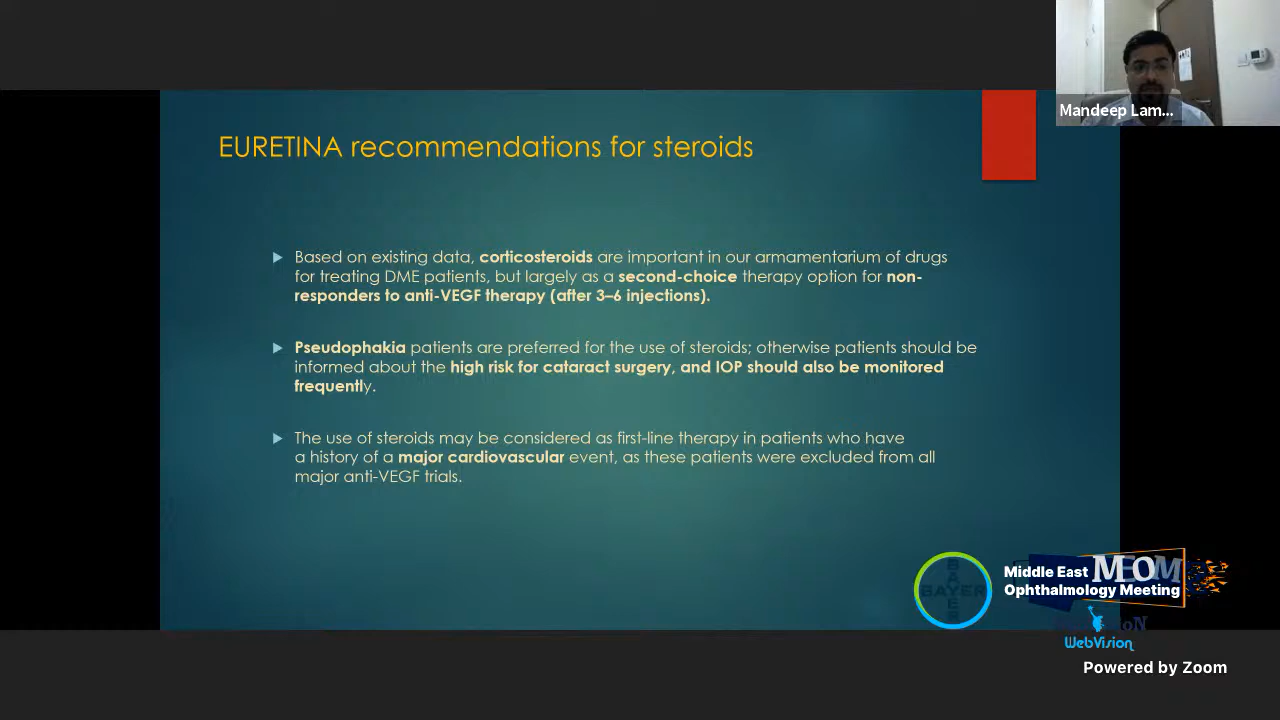 Mandeep Lam...
EURETINA recommendations for steroids
Based on existing data, corticosteroids are important in our armamentarium of drugs
for treating DME patients, but largely as a second-choice therapy option for non-
responders to anti-VEGF therapy (after 3–6 injections).
Pseudophakia patients are preferred for the use of steroids; otherwise patients should be
informed about the high risk for cataract surgery, and IOP should also be monitored
frequently.
The use of steroids may be considered as first-line therapy in patients who have
a history of a major cardiovascular event, as these patients were excluded from all
major anti-VEGF trials.
BAYER
BAYER
Middle East
Ophthalmology Meeting
MEOM
WebVision
Powered by Zoom